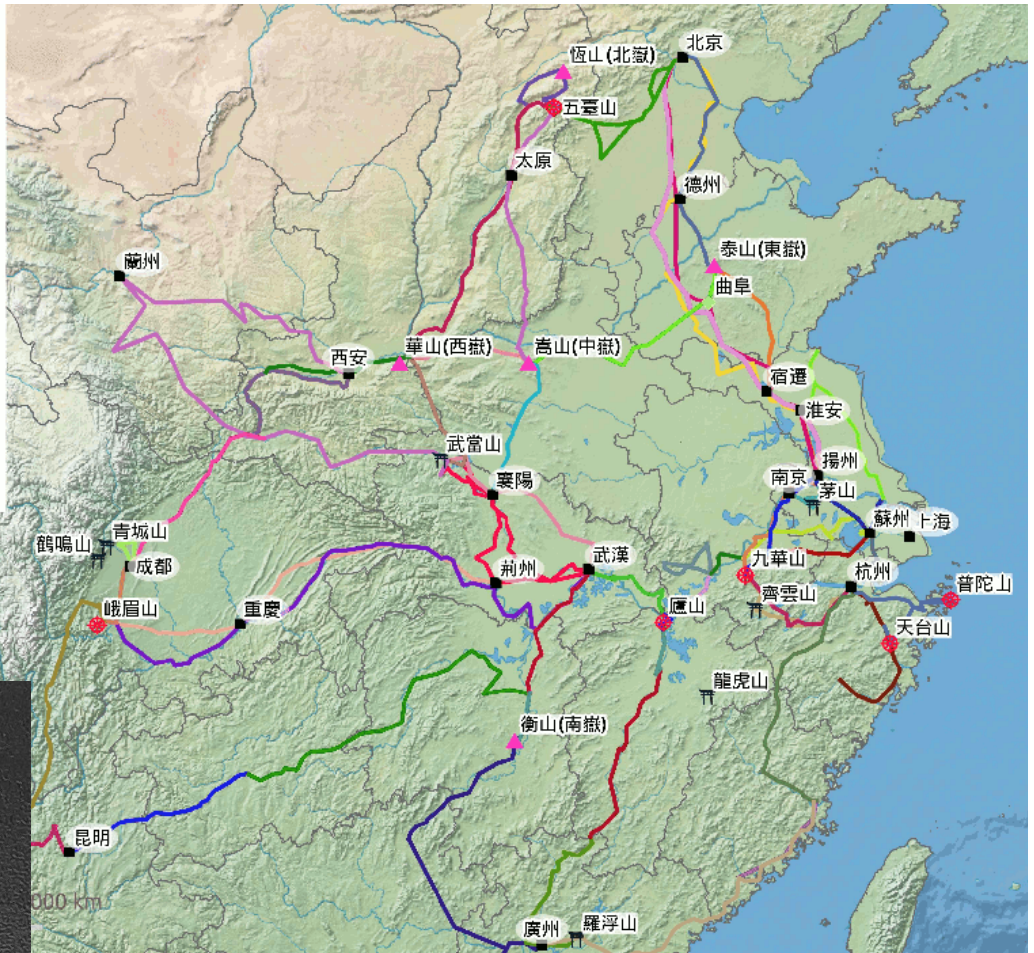 北京
恆山(北嶽)
五臺山
太原
德州
泰山(東嶽)
蘭州
曲阜
西安
華山(西嶽)
嵩山(中嶽)
宿遷
淮安
武當山
揚州
襄陽
南京
茅山
蘇州
上海
青城山
鶴鳴山
成都
武漢
荆州
九華山
杭州
普陀山
峨眉山
重慶
廬山
齊雲山
天台山
龍虎山
衡山(南嶽)
昆明
000 km
廣州
羅浮山